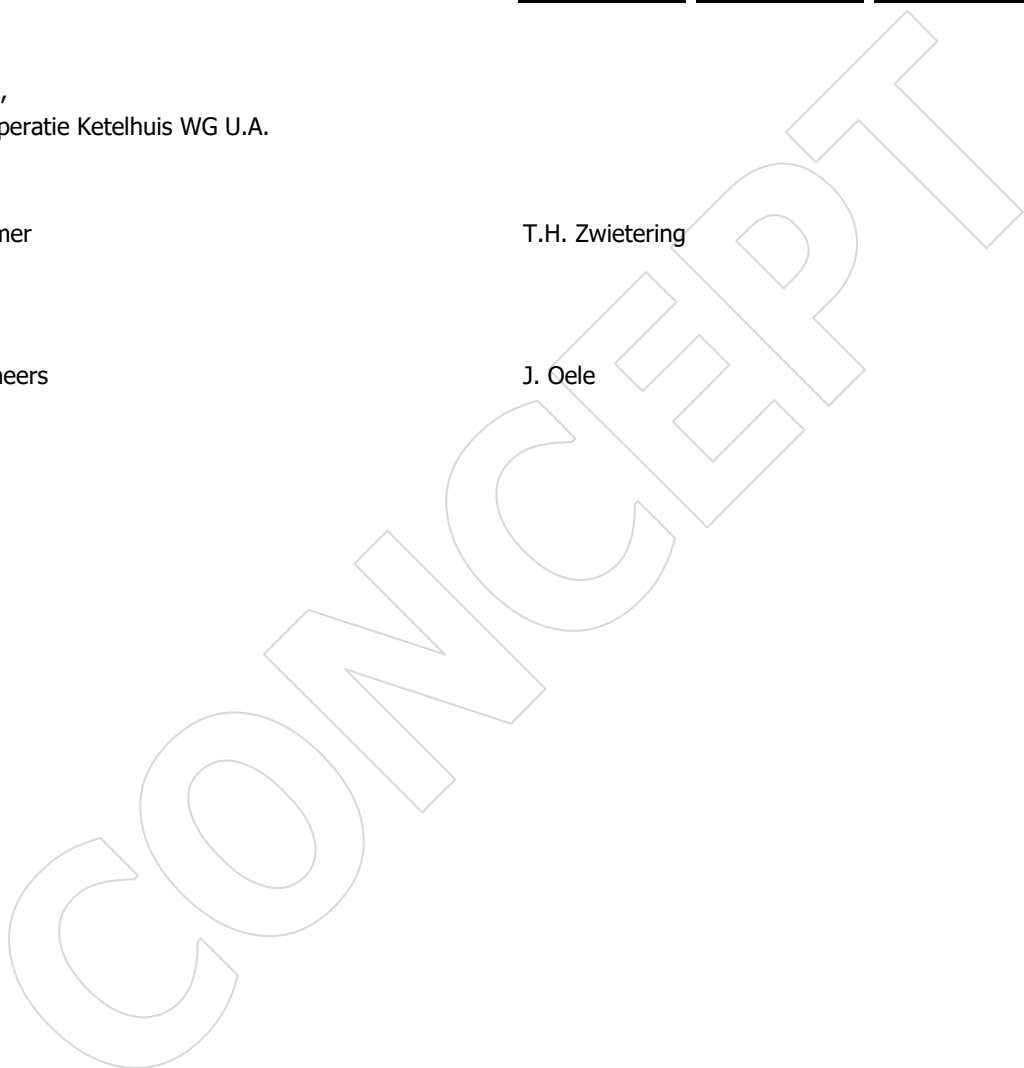 ,
peratie Ketelhuis WG U.A.
mer
T.H. Zwietering
neers
J. Oele
CONCEPT